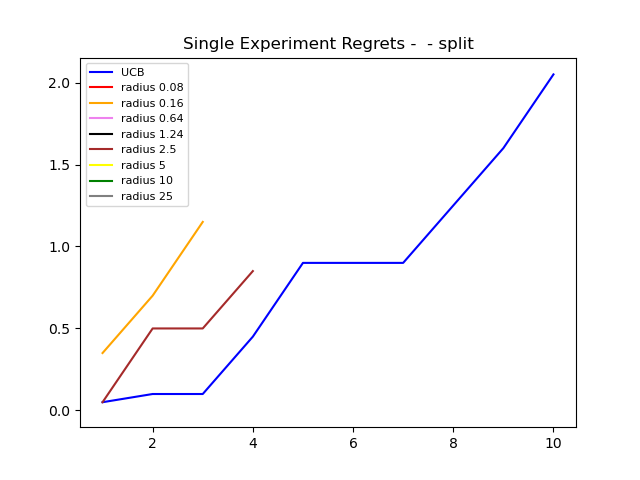 Single Experiment Regrets -  - split
UCB
radius 0.08
radius 0.16
radius 0.64
radius 1.24
radius 2.5
radius 5
radius 10
radius 25
2.0
1.5
1.0
0.5
0.0
2 4 6 8 10